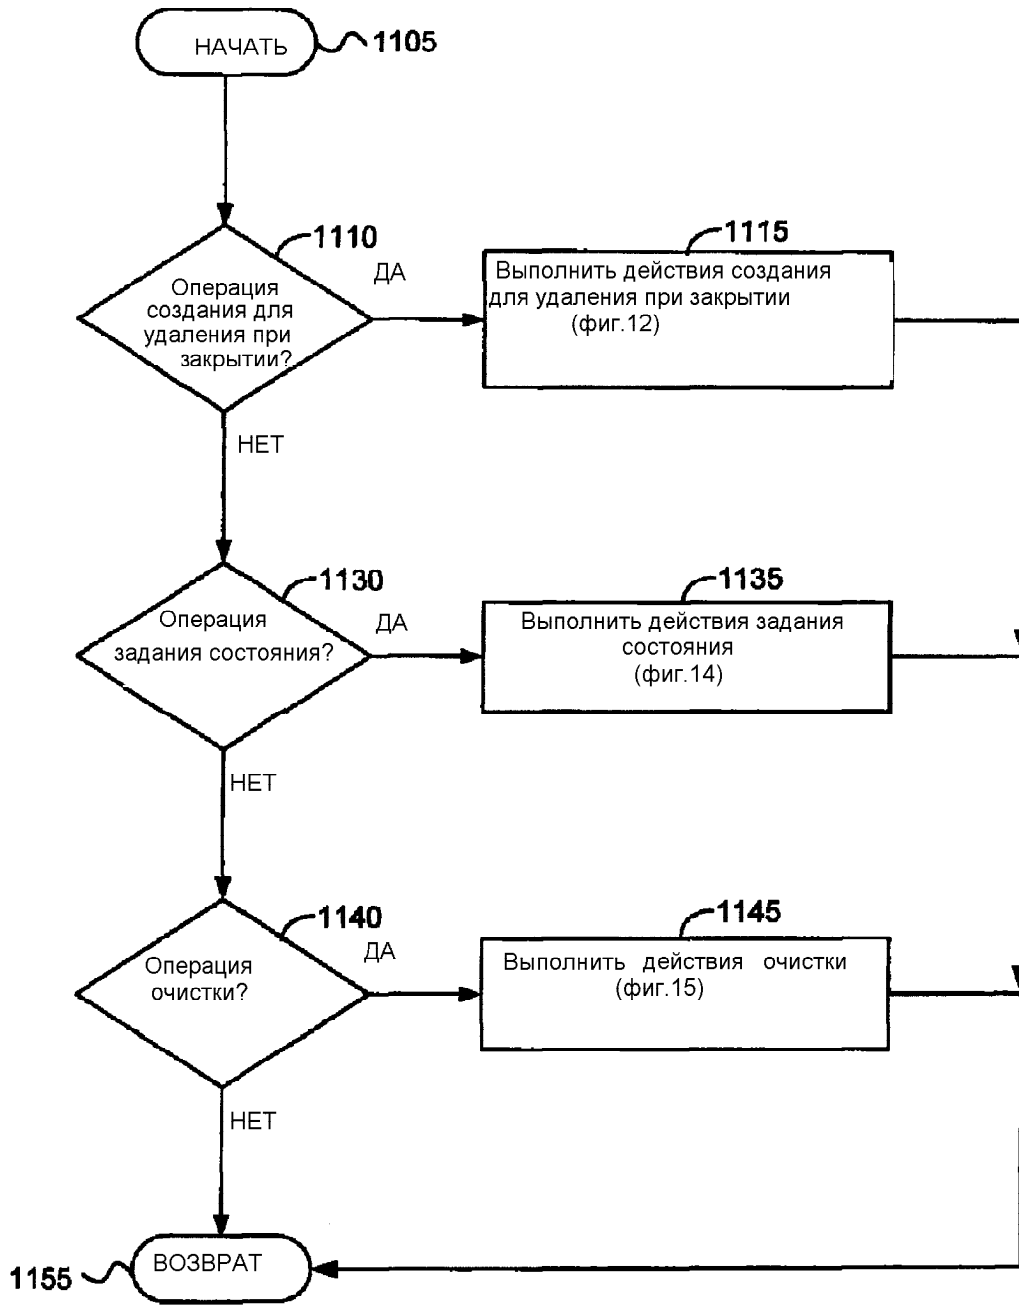 НАЧАТЬ
1105
1110
Операция
создания для
удаления при
закрытии?
ДА
1115
Выполнить действия создания
для удаления при закрытии
(фиг.12)
НЕТ
1130
Операция
задания состояния?
ДА
1135
Выполнить действия задания
состояния
(фиг.14)
НЕТ
1140
Операция
очистки?
ДА
1145
Выполнить действия очистки
(фиг.15)
НЕТ
ВОЗВРАТ
1155